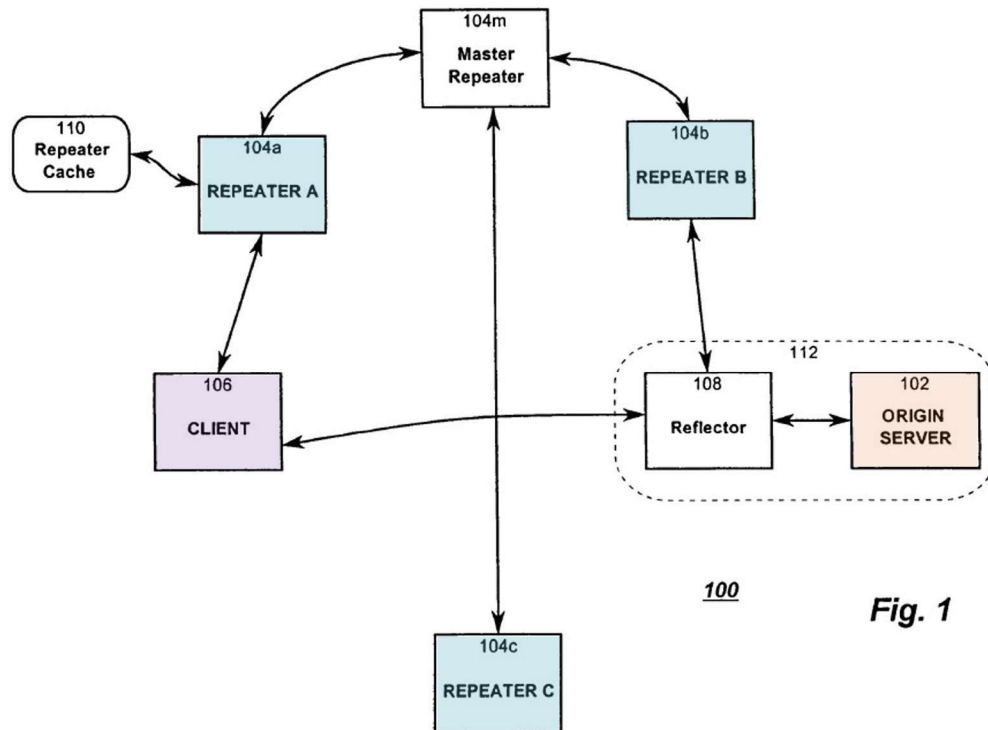 104m
Master
Repeater
110
Repeater
Cache
104a
REPEATER A
104b
REPEATER B
112
106
CLIENT
108
Reflector
102
ORIGIN
SERVER
100
Fig. 1
104c
REPEATER C